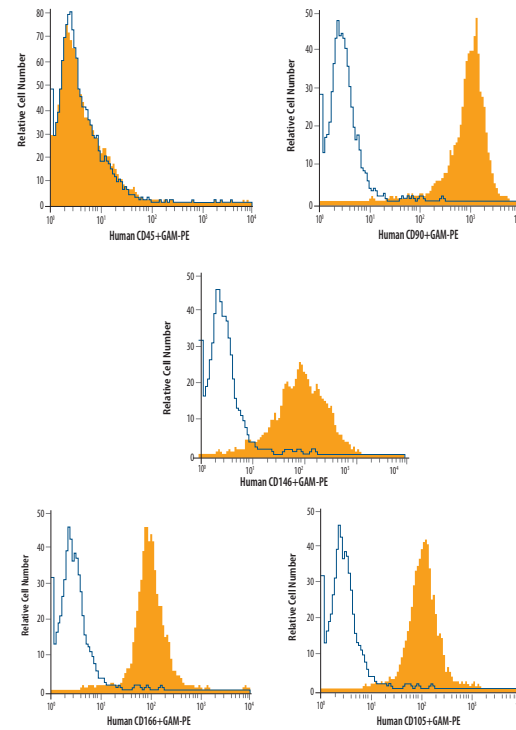 Relative Cell Number
80
70
60
50
40
30
20
10
0
10⁰ 10¹ 10² 10³ 10⁴
Human CD45+GAM-PE
Relative Cell Number
50
40
30
20
10
0
10⁰ 10¹ 10² 10³
Human CD90+GAM-PE
Relative Cell Number
50
40
30
20
10
0
10⁰ 10¹ 10² 10³ 10⁴
Human CD146+GAM-PE
Relative Cell Number
50
40
30
20
10
0
10⁰ 10¹ 10² 10³ 10⁴
Human CD166+GAM-PE
Relative Cell Number
50
40
30
20
10
0
10⁰ 10¹ 10² 10³
Human CD105+GAM-PE